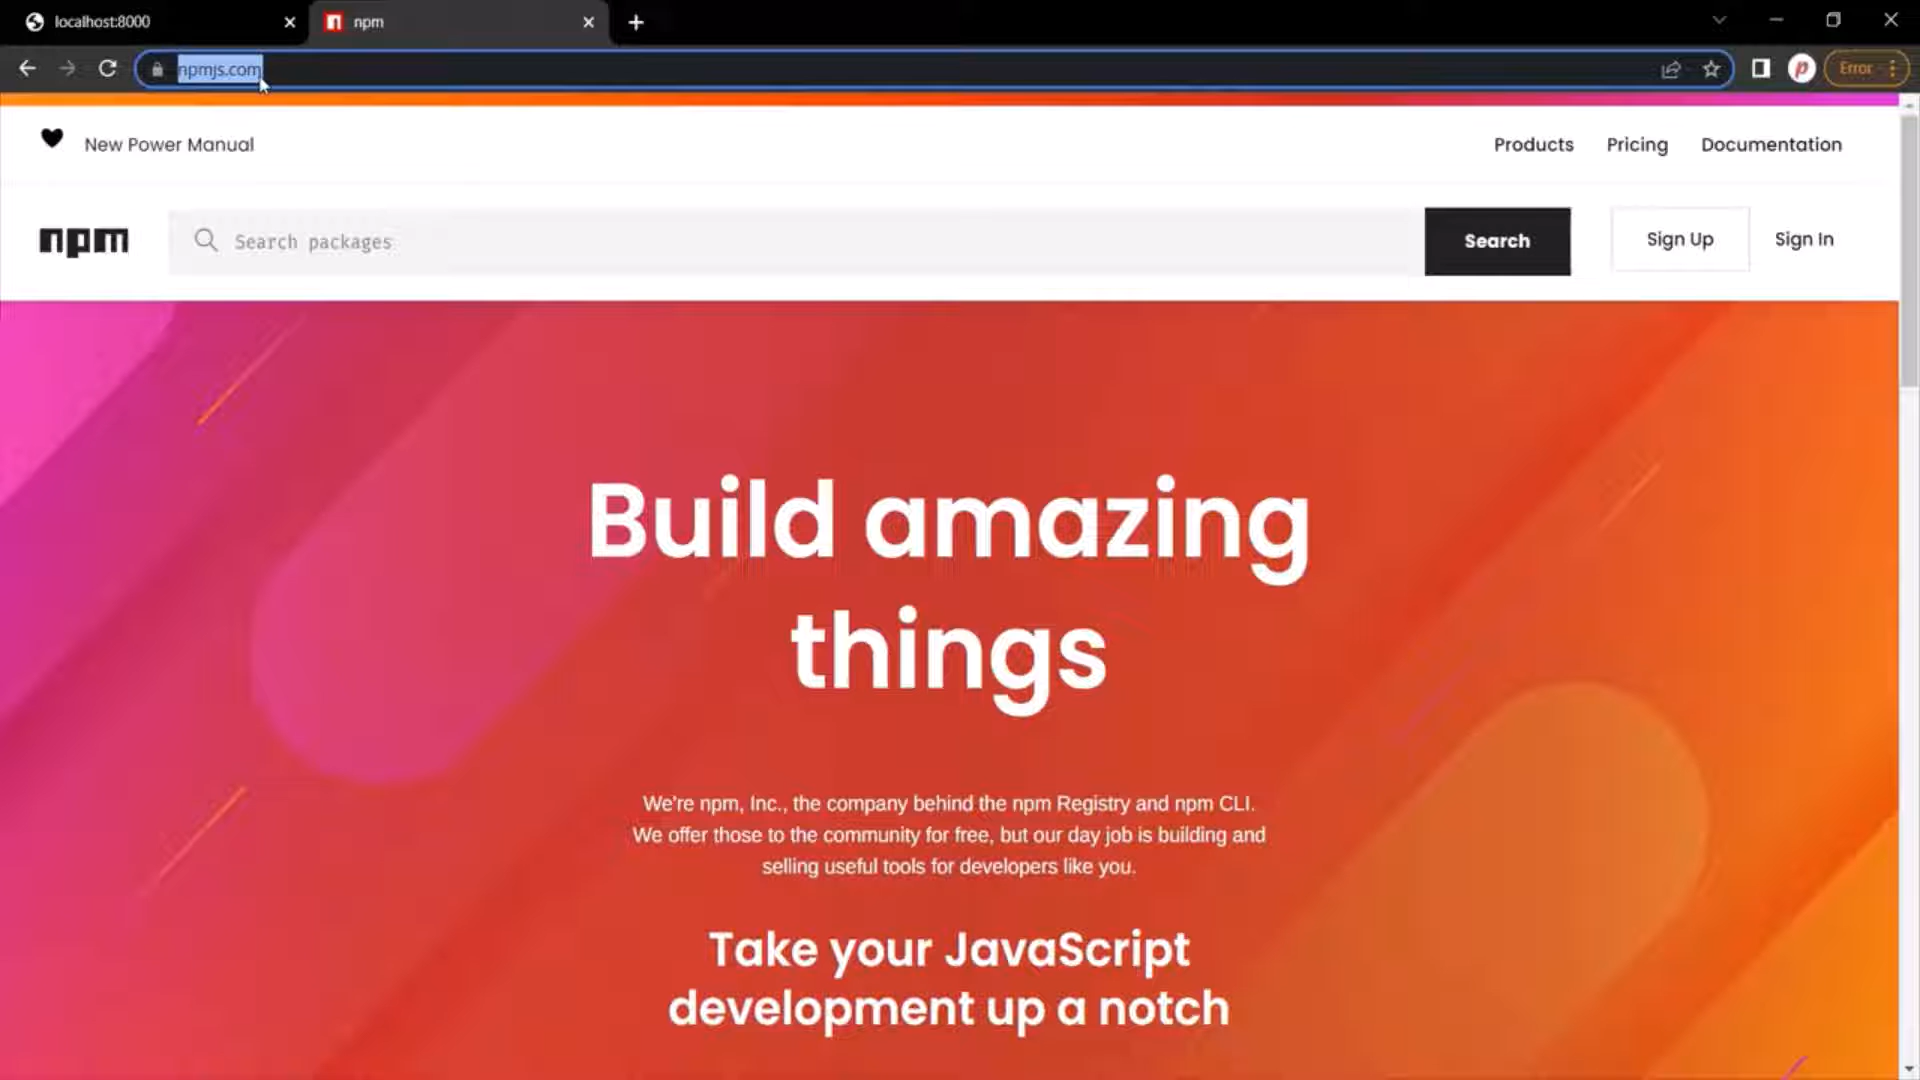 localhost:8000
npm
npmjs.com
Error
New Power Manual
Products
Pricing
Documentation
npm
Search packages
Search
Sign Up
Sign In
Build amazing
things
We're npm, Inc., the company behind the npm Registry and npm CLI.
We offer those to the community for free, but our day job is building and
selling useful tools for developers like you.
Take your JavaScript
development up a notch